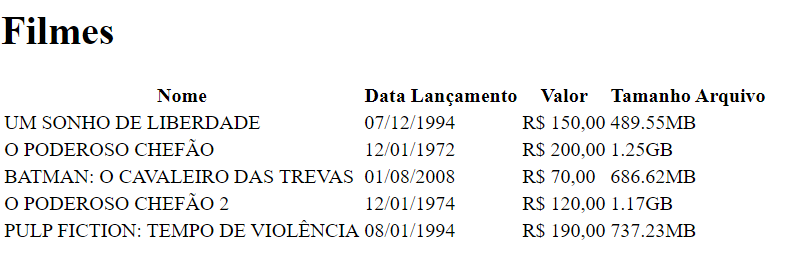 Filmes
Nome Data Lançamento Valor Tamanho Arquivo
UM SONHO DE LIBERDADE 07/12/1994 R$ 150,00 489.55MB
O PODEROSO CHEFÃO 12/01/1972 R$ 200,00 1.25GB
BATMAN: O CAVALEIRO DAS TREVAS 01/08/2008 R$ 70,00 686.62MB
O PODEROSO CHEFÃO 2 12/01/1974 R$ 120,00 1.17GB
PULP FICTION: TEMPO DE VIOLÊNCIA 08/01/1994 R$ 190,00 737.23MB